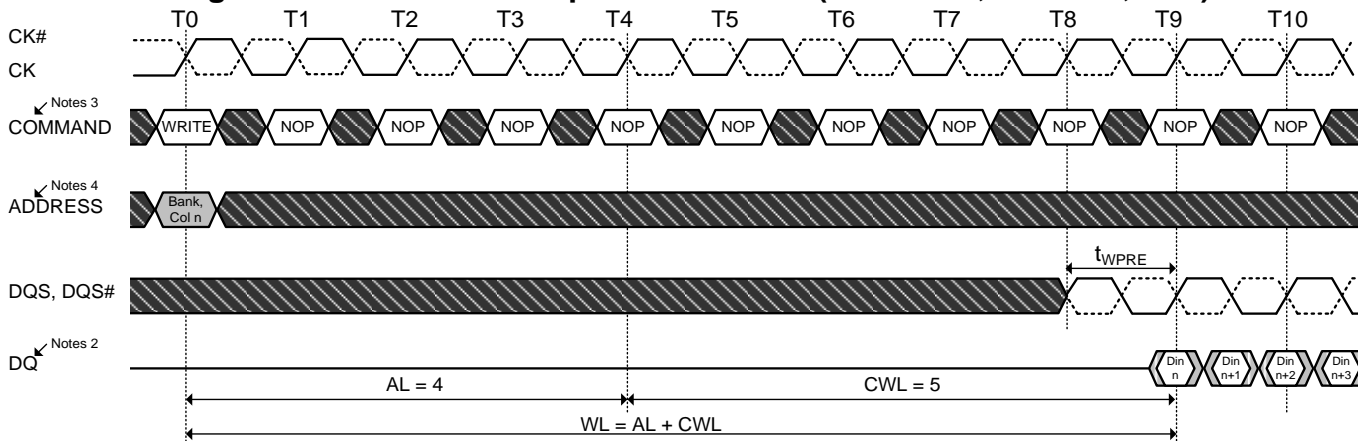 T0 T1 T2 T3 T4 T5 T6 T7 T8 T9 T10
CK#
CK
Notes 3
COMMAND
WRITE NOP NOP NOP NOP NOP NOP NOP NOP NOP NOP
Notes 4
ADDRESS
Bank,
Col n
tWPRE
DQS, DQS#
Notes 2
DQ
Din
n
Din
n+1
Din
n+2
Din
n+3
AL = 4
CWL = 5
WL = AL + CWL